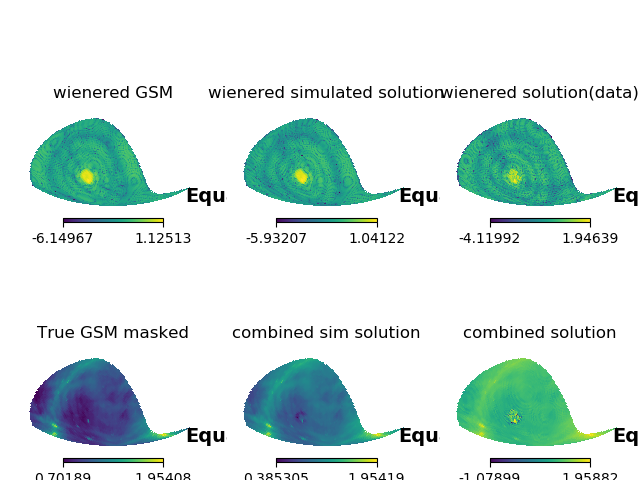 wienered GSM
wienered simulated solution
wienered solution(data)
Equ
Equ
Eq
-6.14967 1.12513
-5.93207 1.04122
-4.11992 1.94639
True GSM masked
combined sim solution
combined solution
Equ
Equ
Eq
0.70189 1.95408
0.385305 1.95419
-1.07899 1.95882